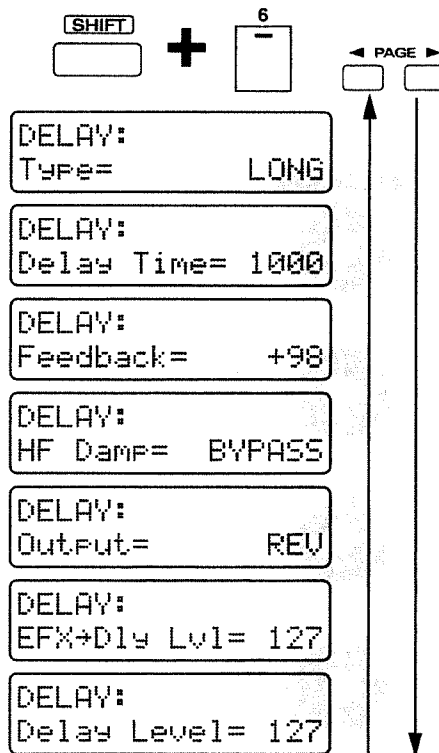 SHIFT
+
6
◄ PAGE ►
DELAY:
Type= LONG
DELAY:
Delay Time= 1000
DELAY:
Feedback= +98
DELAY:
HF Damp= BYPASS
DELAY:
Output= REV
DELAY:
EFX→Dly Lvl= 127
DELAY:
Delay Level= 127